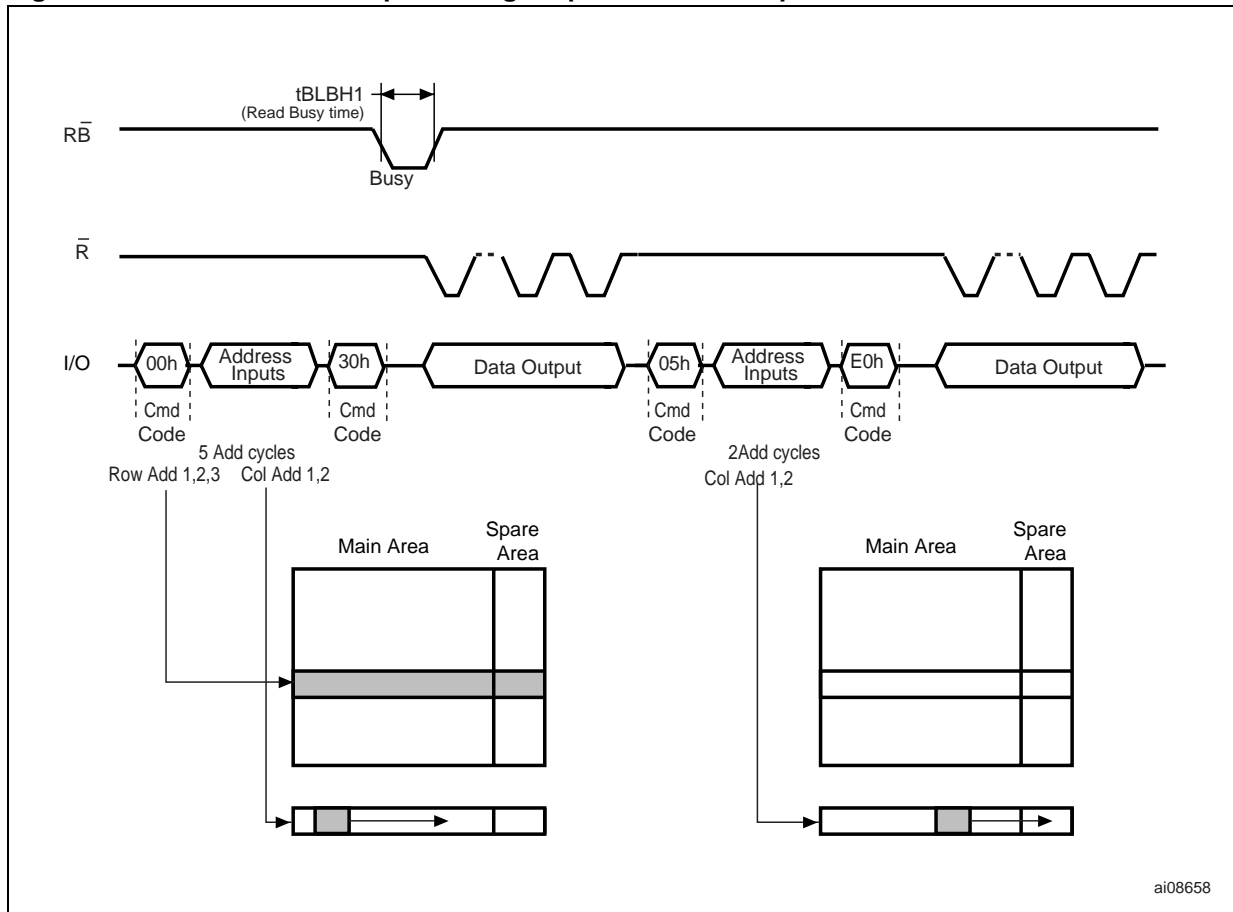 tBLBH1
(Read Busy time)
RB̅
Busy
R̅
I/O
00h
Address
Inputs
30h
Data Output
05h
Address
Inputs
E0h
Data Output
Cmd
Code
Cmd
Code
Cmd
Code
Cmd
Code
5 Add cycles
Row Add 1,2,3
Col Add 1,2
2Add cycles
Col Add 1,2
Main Area
Spare
Area
Main Area
Spare
Area
ai08658